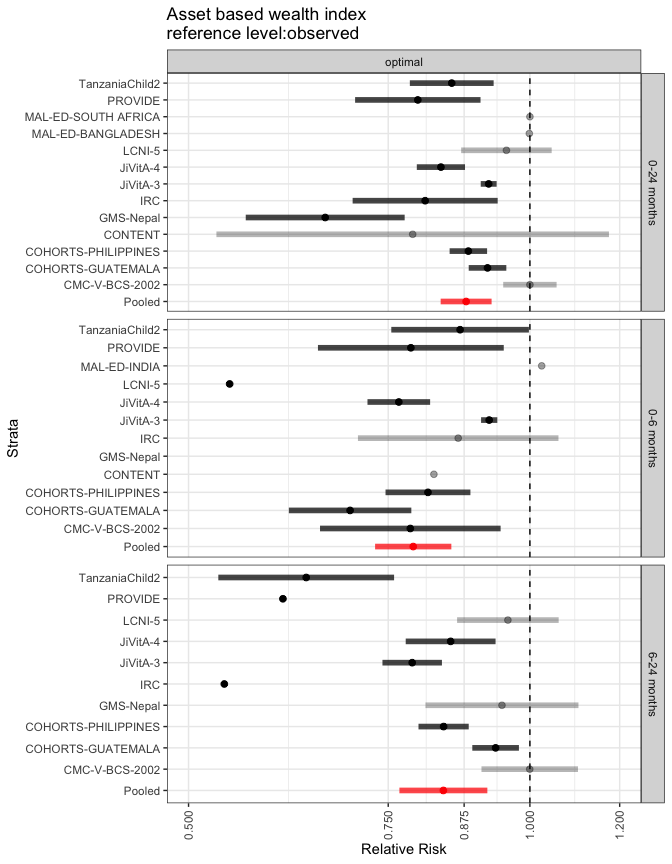 Asset based wealth index
reference level:observed
optimal
TanzaniaChild2
PROVIDE
MAL-ED-SOUTH AFRICA
MAL-ED-BANGLADESH
LCNI-5
JiVitA-4
JiVitA-3
IRC
GMS-Nepal
CONTENT
COHORTS-PHILIPPINES
COHORTS-GUATEMALA
CMC-V-BCS-2002
Pooled
0-24 months
TanzaniaChild2
PROVIDE
MAL-ED-INDIA
LCNI-5
JiVitA-4
JiVitA-3
IRC
GMS-Nepal
CONTENT
COHORTS-PHILIPPINES
COHORTS-GUATEMALA
CMC-V-BCS-2002
Pooled
0-6 months
TanzaniaChild2
PROVIDE
LCNI-5
JiVitA-4
JiVitA-3
IRC
GMS-Nepal
COHORTS-PHILIPPINES
COHORTS-GUATEMALA
CMC-V-BCS-2002
Pooled
6-24 months
Strata
0.500
0.750
0.875
1.000
1.200
Relative Risk